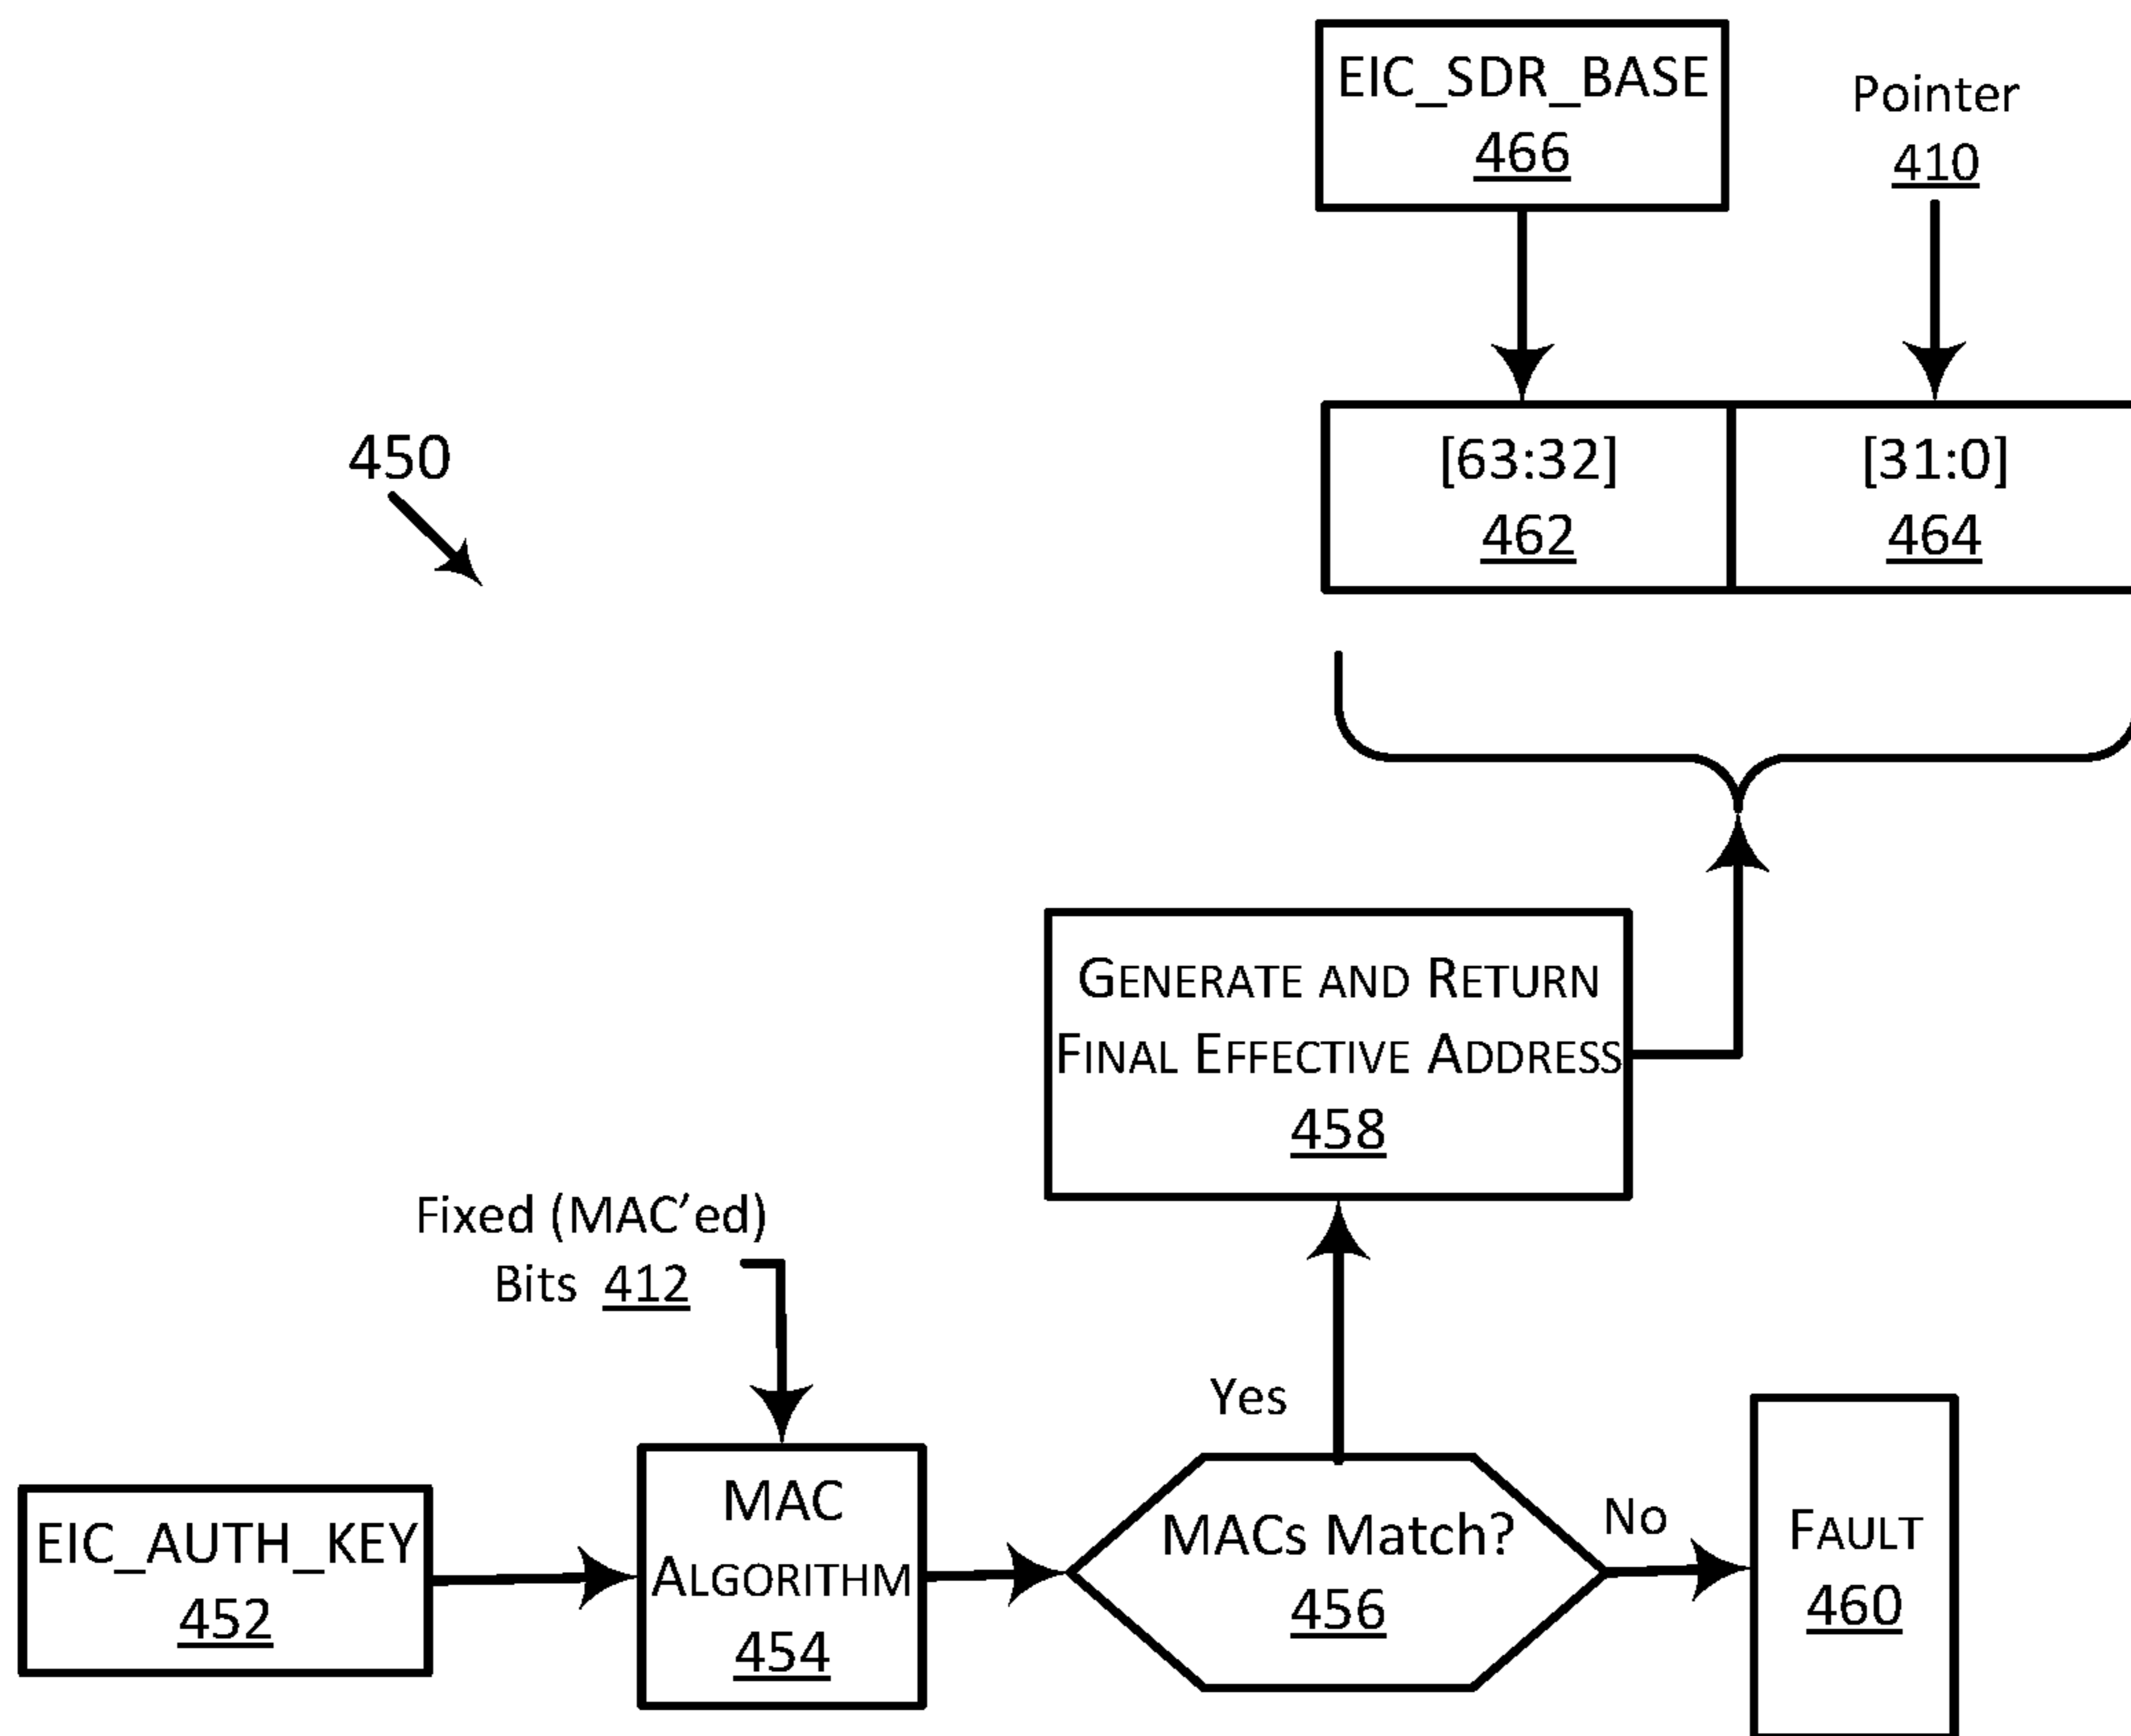 EIC_SDR_BASE
466
Pointer
410
450
[63:32]
462
[31:0]
464
GENERATE AND RETURN
FINAL EFFECTIVE ADDRESS
458
Fixed (MAC’ed)
Bits 412
Yes
EIC_AUTH_KEY
452
MAC
ALGORITHM
454
MACs Match?
456
No
FAULT
460